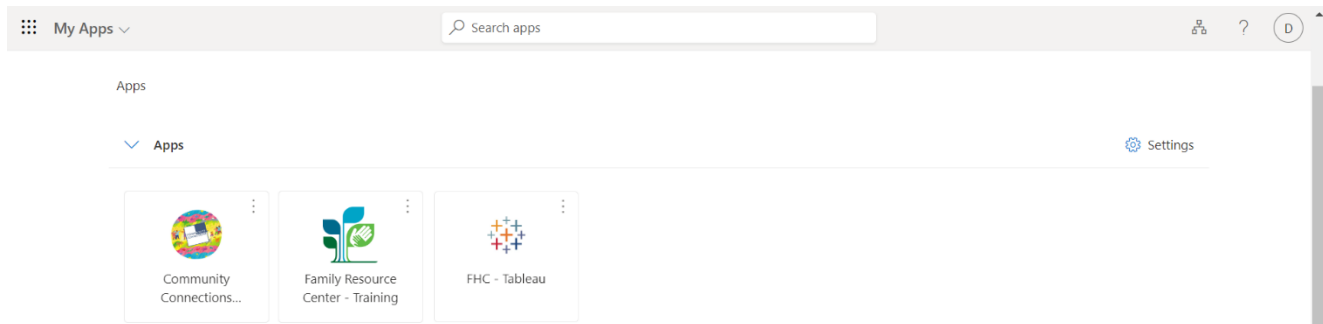 My Apps
Search apps
?
D
Apps
Apps
Settings
Community
Connections...
Family Resource
Center - Training
FHC - Tableau